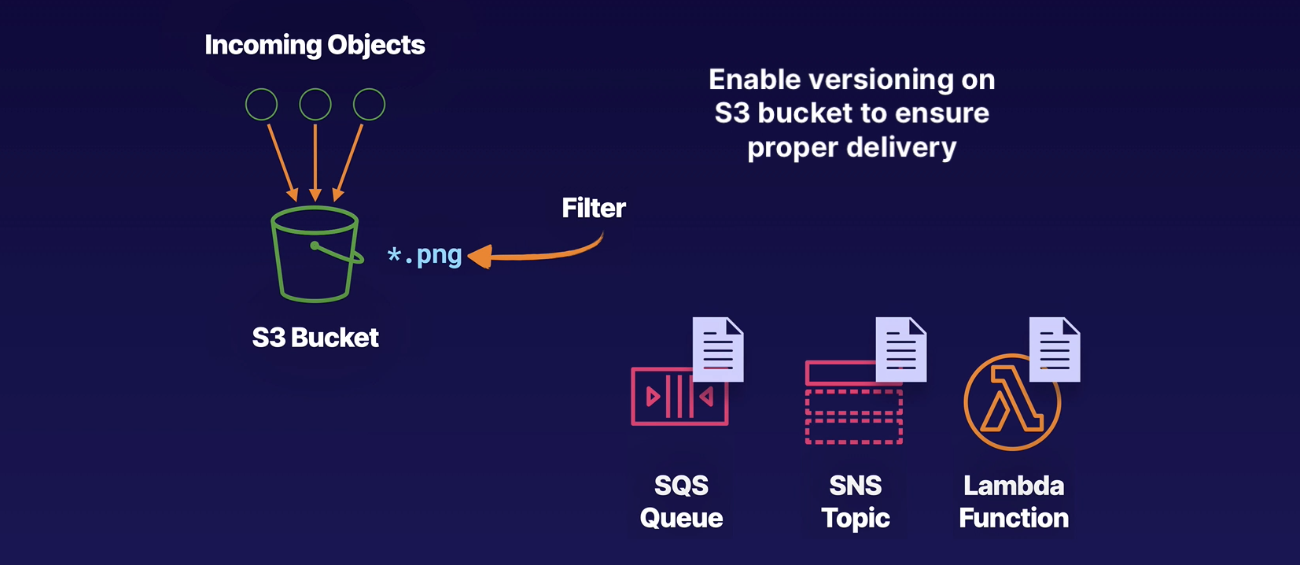 Incoming Objects
Enable versioning on
S3 bucket to ensure
proper delivery
Filter
*.png
S3 Bucket
SQS
Queue
SNS
Topic
Lambda
Function